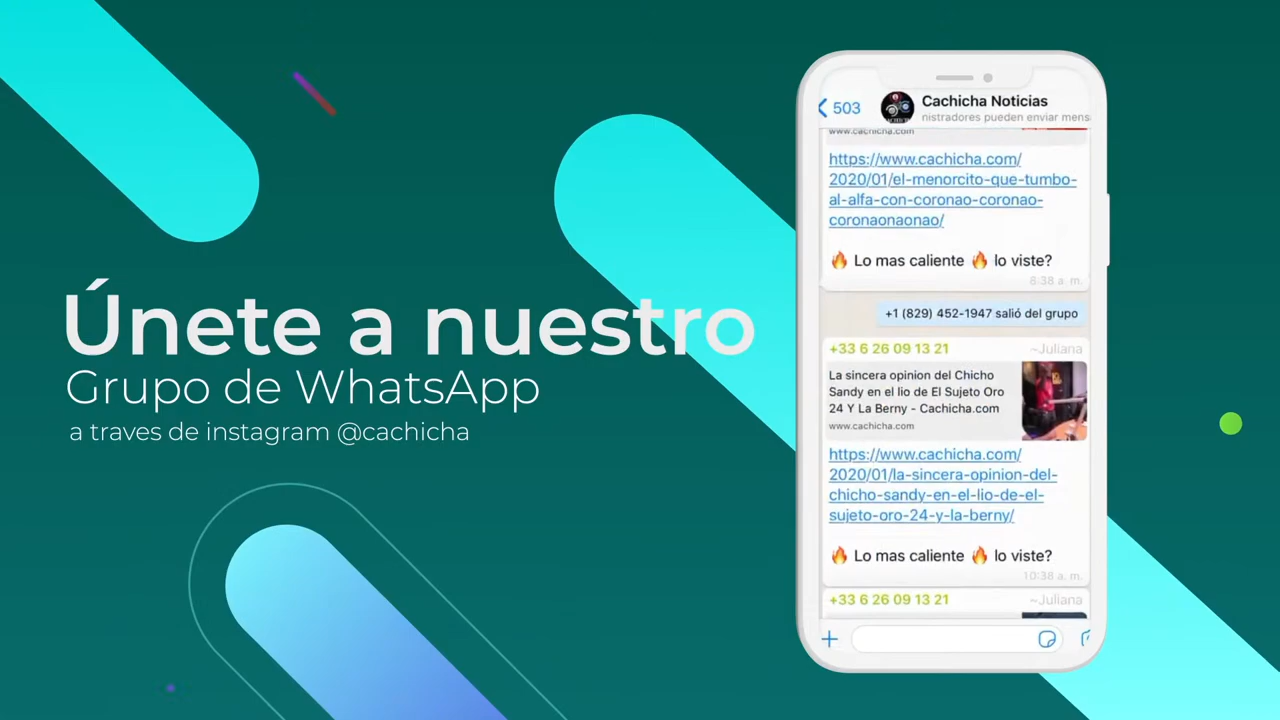 Únete a nuestro
Grupo de WhatsApp
a traves de instagram @cachicha
503
Cachicha Noticias
nistradores pueden enviar mens
www.cachicha.com
https://www.cachicha.com/
2020/01/el-menorcito-que-tumbo-
al-alfa-con-coronao-coronao-
coronaonaonao/
🔥 Lo mas caliente 🔥 lo viste?
6:38 a. m.
+1 (829) 452-1947 salió del grupo
+33 6 26 09 13 21 ~Juliana
La sincera opinion del Chicho
Sandy en el lio de El Sujeto Oro
24 Y La Berny - Cachicha.com
www.cachicha.com
https://www.cachicha.com/
2020/01/la-sincera-opinion-del-
chicho-sandy-en-el-lio-de-el-
sujeto-oro-24-y-la-berny/
🔥 Lo mas caliente 🔥 lo viste?
10:38 a. m.
+33 6 26 09 13 21 ~Juliana